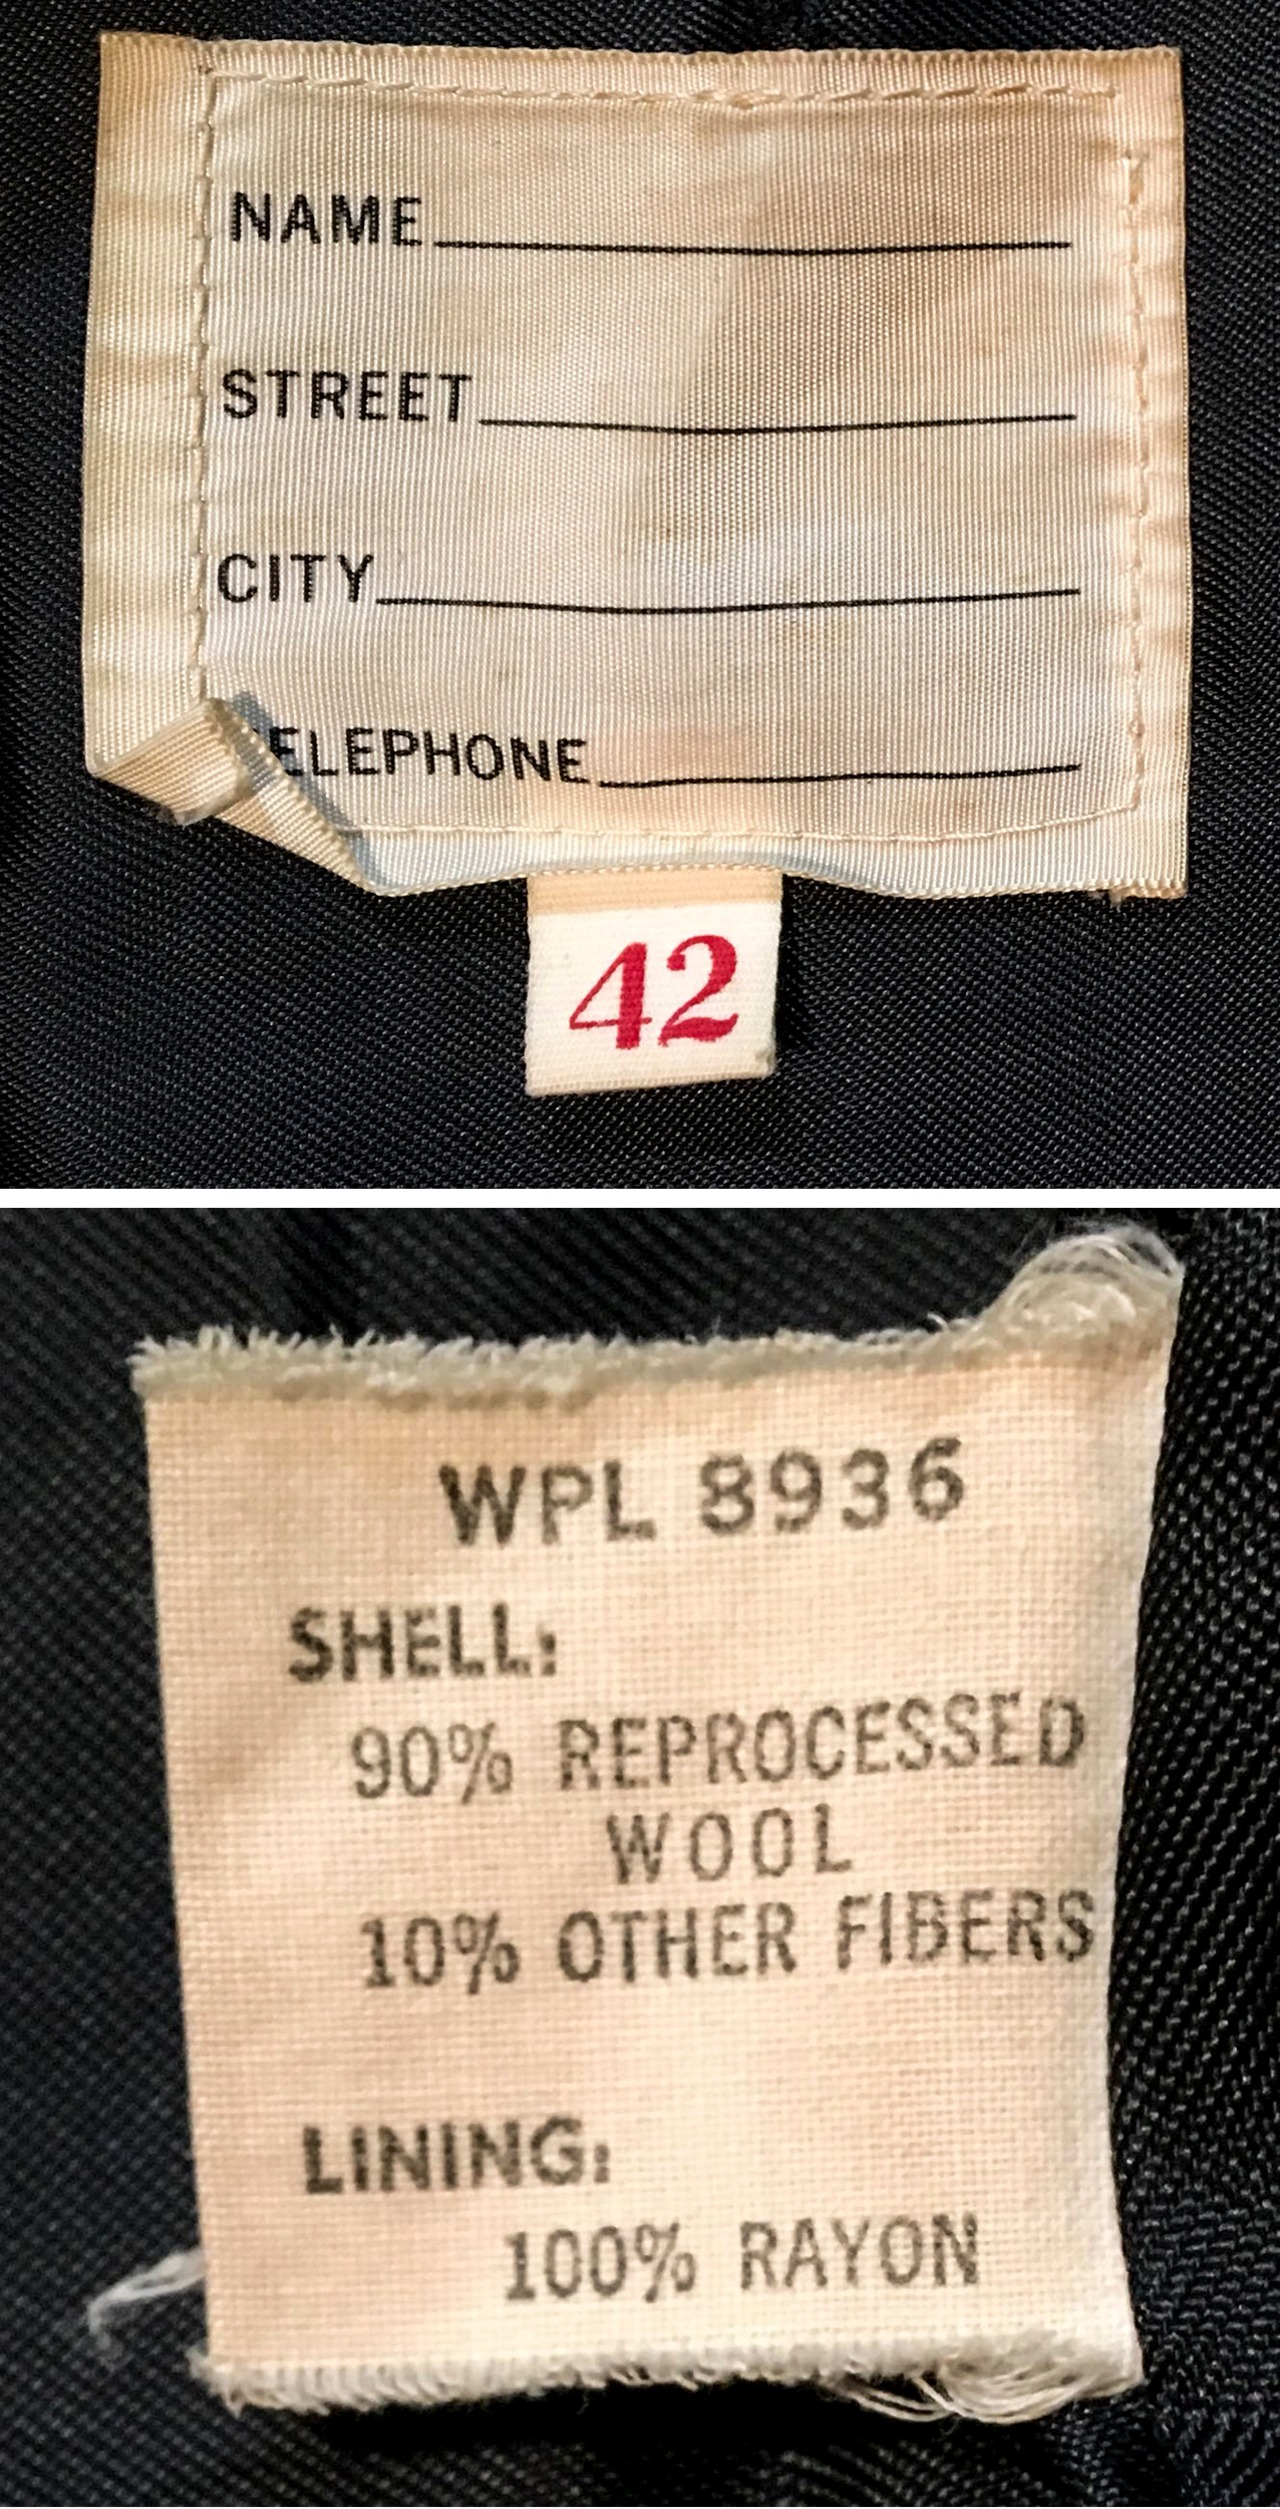 NAME
STREET
CITY
ELEPHONE
42
WPL 8936
SHELL:
90% REPROCESSED
WOOL
10% OTHER FIBERS
LINING:
100% RAYON